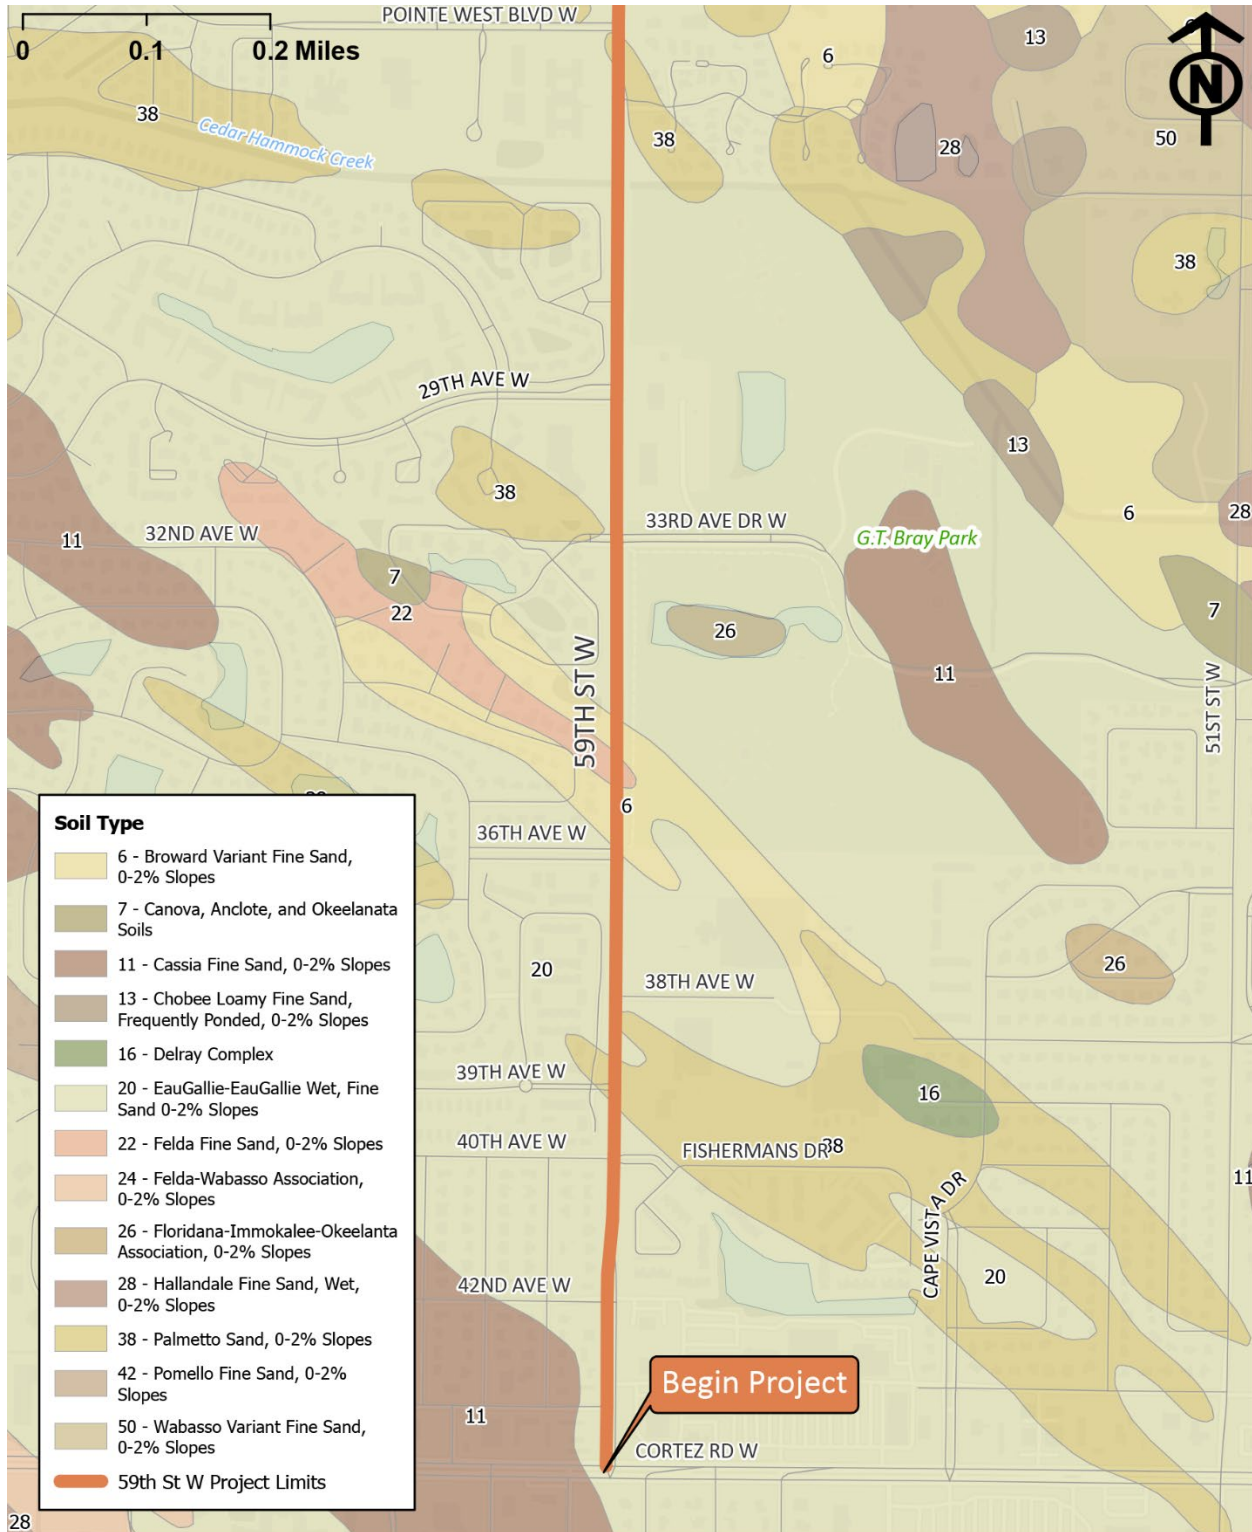 POINTE WEST BLVD W
0 0.1 0.2 Miles
N
6
13
38
Cedar Hammock Creek
38
28
50
38
29TH AVE W
38
13
11
32ND AVE W
33RD AVE DR W
G.T. Bray Park
6
28
7
22
26
7
11
59TH ST W
51ST ST W
6
36TH AVE W
20
38TH AVE W
26
39TH AVE W
16
40TH AVE W
FISHERMANS DR
38
11
CAPE VISTA DR
42ND AVE W
20
Begin Project
11
CORTEZ RD W
28
Soil Type
6 - Broward Variant Fine Sand,
0-2% Slopes
7 - Canova, Anclote, and Okeelanata
Soils
11 - Cassia Fine Sand, 0-2% Slopes
13 - Chobee Loamy Fine Sand,
Frequently Ponded, 0-2% Slopes
16 - Delray Complex
20 - EauGallie-EauGallie Wet, Fine
Sand 0-2% Slopes
22 - Felda Fine Sand, 0-2% Slopes
24 - Felda-Wabasso Association,
0-2% Slopes
26 - Floridana-Immokalee-Okeelanta
Association, 0-2% Slopes
28 - Hallandale Fine Sand, Wet,
0-2% Slopes
38 - Palmetto Sand, 0-2% Slopes
42 - Pomello Fine Sand, 0-2%
Slopes
50 - Wabasso Variant Fine Sand,
0-2% Slopes
59th St W Project Limits